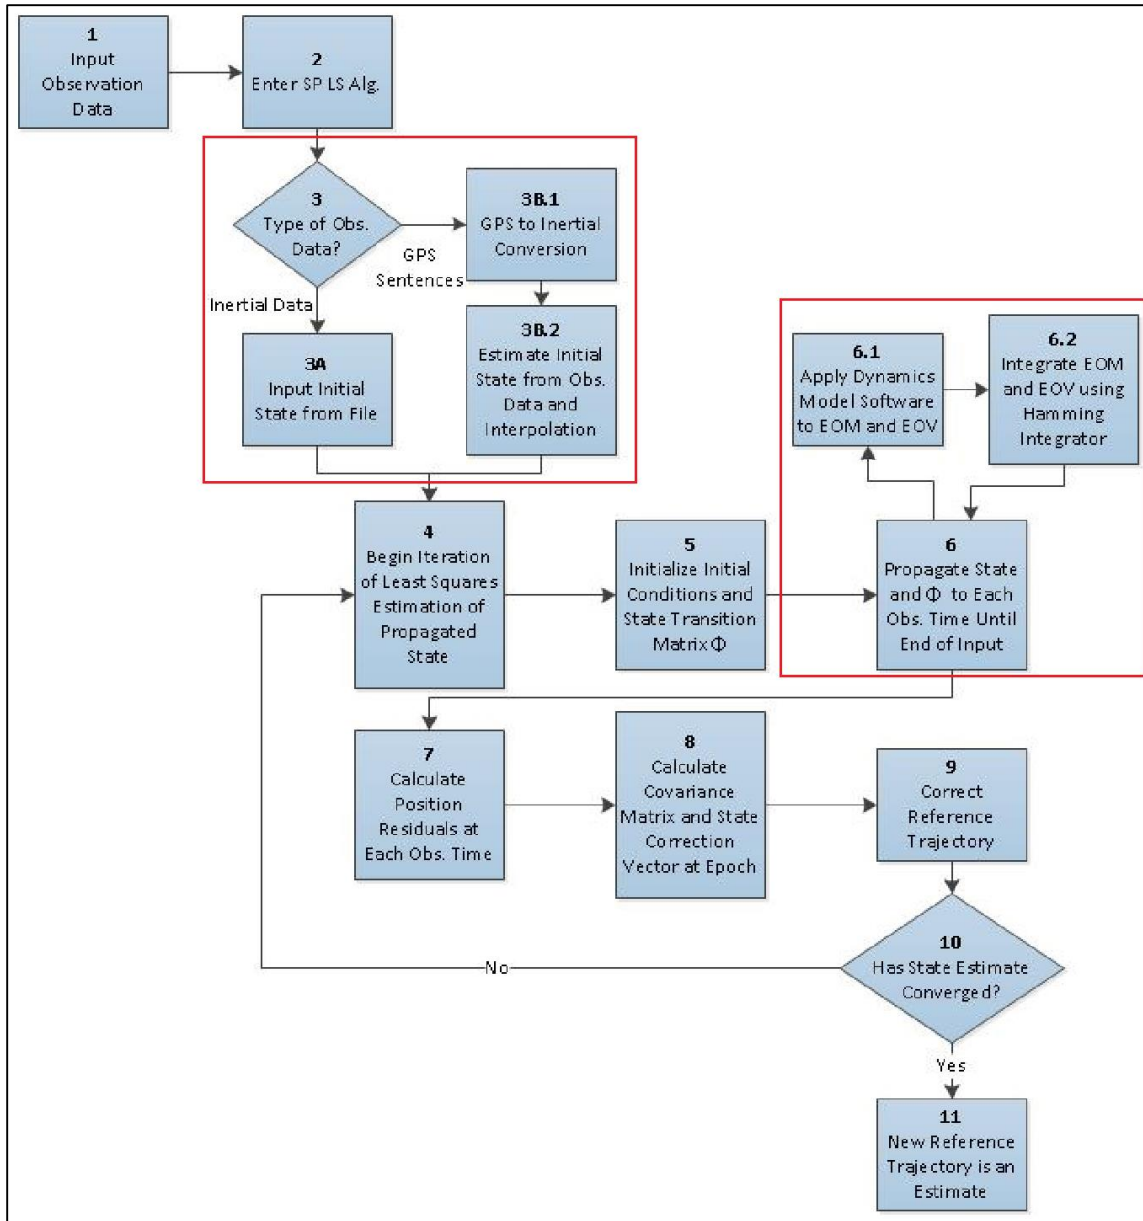 1
Input
Observation
Data
2
Enter SP LS Alg.
3
Type of Obs.
Data?
GPS
Sentences
Inertial Data
3A
Input Initial
State from File
3B.1
GPS to Inertial
Conversion
3B.2
Estimate Initial
State from Obs.
Data and
Interpolation
4
Begin Iteration
of Least Squares
Estimation of
Propagated
State
5
Initialize Initial
Conditions and
State Transition
Matrix Φ
6.1
Apply Dynamics
Model Software
to EOM and EOV
6.2
Integrate EOM
and EOV using
Hamming
Integrator
6
Propagate State
and Φ to Each
Obs. Time Until
End of Input
7
Calculate
Position
Residuals at
Each Obs. Time
8
Calculate
Covariance
Matrix and State
Correction
Vector at Epoch
9
Correct
Reference
Trajectory
10
Has State Estimate
Converged?
No
Yes
11
New Reference
Trajectory is an
Estimate